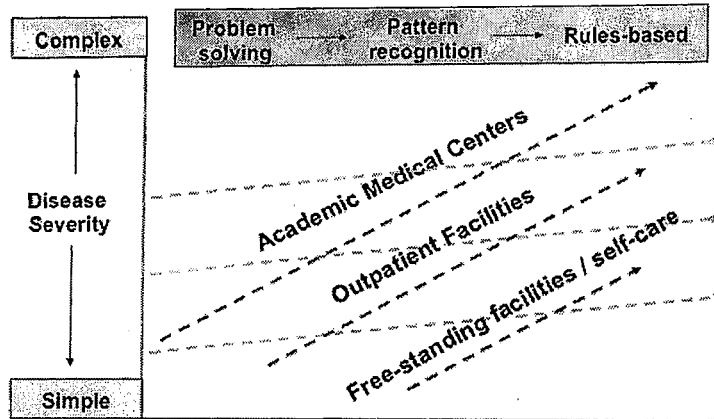 Complex
Problem
solving
Pattern
recognition
Rules-based
Disease
Severity
Academic Medical Centers
Outpatient Facilities
Free-standing facilities / self-care
Simple